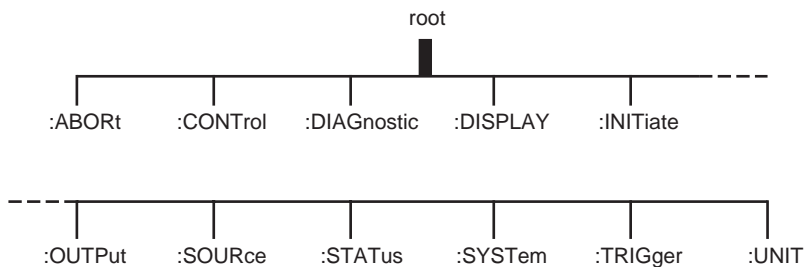 root
:ABORt :CONTrol :DIAGnostic :DISPLAY :INITiate
:OUTPut :SOURce :STATus :SYSTem :TRIGger :UNIT